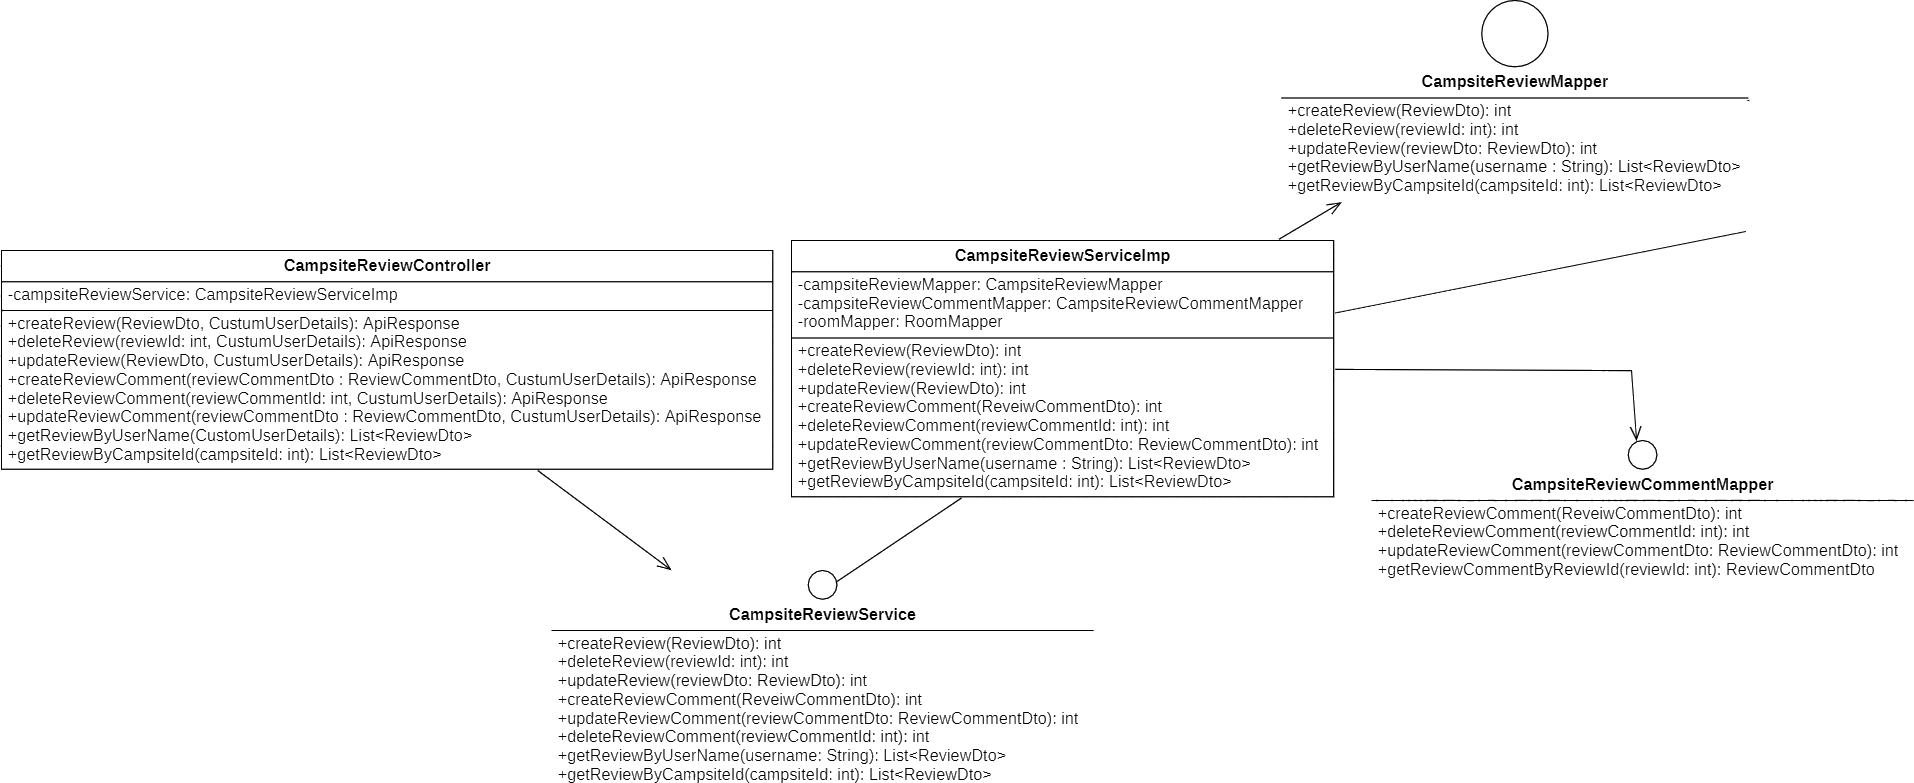 CampsiteReviewMapper
+createReview(ReviewDto): int
+deleteReview(reviewId: int): int
+updateReview(reviewDto: ReviewDto): int
+getReviewByUserName(username : String): List<ReviewDto>
+getReviewByCampsiteId(campsiteId: int): List<ReviewDto>
CampsiteReviewController
-campsiteReviewService: CampsiteReviewServiceImp
+createReview(ReviewDto, CustumUserDetails): ApiResponse
+deleteReview(reviewId: int, CustumUserDetails): ApiResponse
+updateReview(ReviewDto, CustumUserDetails): ApiResponse
+createReviewComment(reviewCommentDto : ReviewCommentDto, CustumUserDetails): ApiResponse
+deleteReviewComment(reviewCommentId: int, CustumUserDetails): ApiResponse
+updateReviewComment(reviewCommentDto : ReviewCommentDto, CustumUserDetails): ApiResponse
+getReviewByUserName(CustomUserDetails): List<ReviewDto>
+getReviewByCampsiteId(campsiteId: int): List<ReviewDto>
CampsiteReviewServiceImp
-campsiteReviewMapper: CampsiteReviewMapper
-campsiteReviewCommentMapper: CampsiteReviewCommentMapper
-roomMapper: RoomMapper
+createReview(ReviewDto): int
+deleteReview(reviewId: int): int
+updateReview(ReviewDto): int
+createReviewComment(ReveiwCommentDto): int
+deleteReviewComment(reviewCommentId: int): int
+updateReviewComment(reviewCommentDto: ReviewCommentDto): int
+getReviewByUserName(username : String): List<ReviewDto>
+getReviewByCampsiteId(campsiteId: int): List<ReviewDto>
CampsiteReviewCommentMapper
+createReviewComment(ReveiwCommentDto): int
+deleteReviewComment(reviewCommentId: int): int
+updateReviewComment(reviewCommentDto: ReviewCommentDto): int
+getReviewCommentByReviewId(reviewId: int): ReviewCommentDto
CampsiteReviewService
+createReview(ReviewDto): int
+deleteReview(reviewId: int): int
+updateReview(reviewDto: ReviewDto): int
+createReviewComment(ReveiwCommentDto): int
+updateReviewComment(reviewCommentDto: ReviewCommentDto): int
+deleteReviewComment(reviewCommentId: int): int
+getReviewByUserName(username: String): List<ReviewDto>
+getReviewByCampsiteId(campsiteId: int): List<ReviewDto>